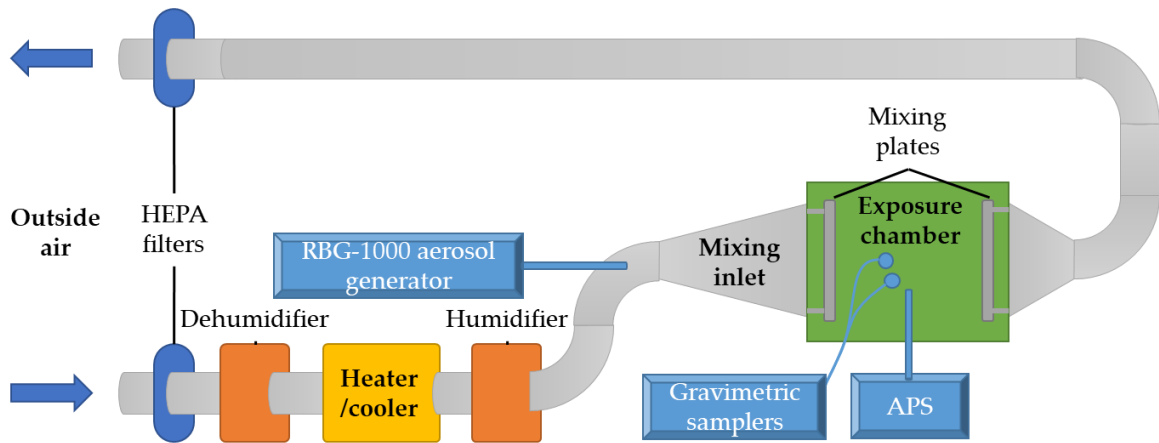 Mixing
plates
Outside
air
HEPA
filters
Exposure
chamber
RBG-1000 aerosol
generator
Mixing
inlet
Dehumidifier
Humidifier
Heater
/cooler
Gravimetric
samplers
APS